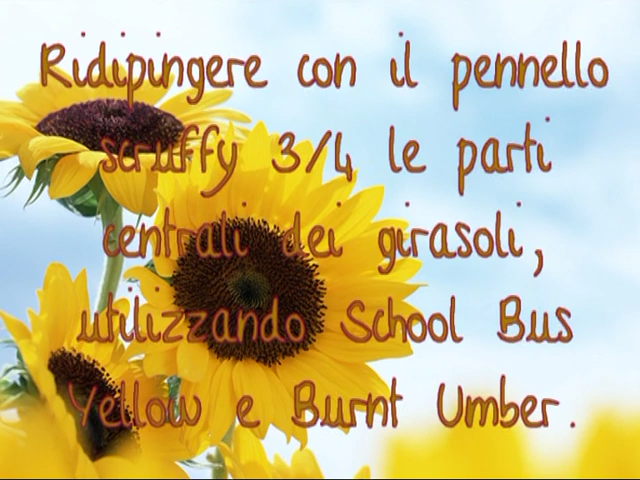 Ridipingere con il pennello
scruffy 3/4 le parti
centrali dei girasoli,
utilizzando School Bus
Yellow e Burnt Umber.